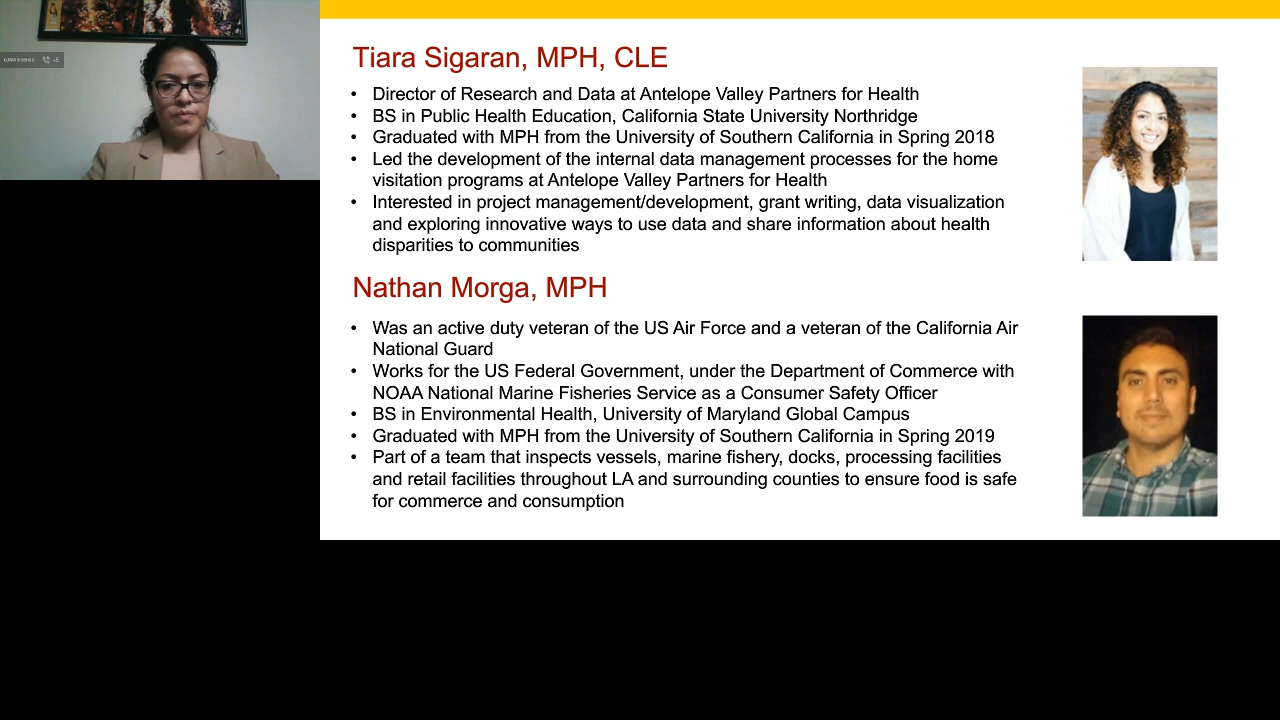 Tiara Sigaran, MPH, CLE
• Director of Research and Data at Antelope Valley Partners for Health
• BS in Public Health Education, California State University Northridge
• Graduated with MPH from the University of Southern California in Spring 2018
• Led the development of the internal data management processes for the home
visitation programs at Antelope Valley Partners for Health
• Interested in project management/development, grant writing, data visualization
and exploring innovative ways to use data and share information about health
disparities to communities
Nathan Morga, MPH
• Was an active duty veteran of the US Air Force and a veteran of the California Air
National Guard
• Works for the US Federal Government, under the Department of Commerce with
NOAA National Marine Fisheries Service as a Consumer Safety Officer
• BS in Environmental Health, University of Maryland Global Campus
• Graduated with MPH from the University of Southern California in Spring 2019
• Part of a team that inspects vessels, marine fishery, docks, processing facilities
and retail facilities throughout LA and surrounding counties to ensure food is safe
for commerce and consumption